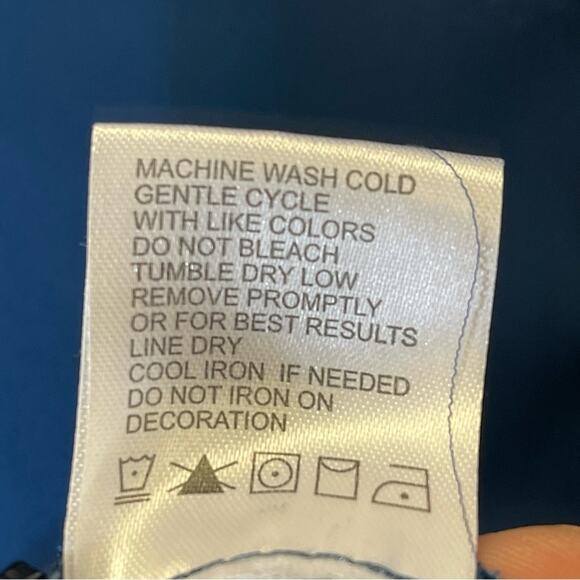 MACHINE WASH COLD
GENTLE CYCLE
WITH LIKE COLORS
DO NOT BLEACH
TUMBLE DRY LOW
REMOVE PROMPTLY
OR FOR BEST RESULTS
LINE DRY
COOL IRON IF NEEDED
DO NOT IRON ON
DECORATION